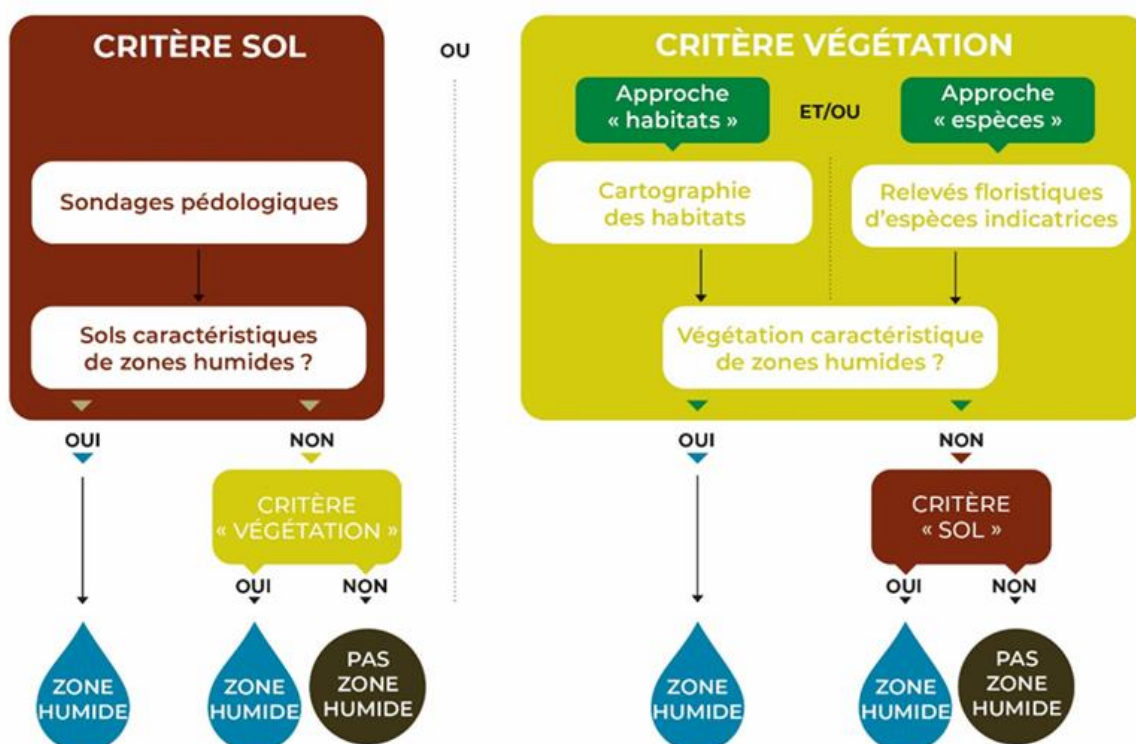 CRITÈRE SOL
Sondages pédologiques
Sols caractéristiques
de zones humides ?
OUI
NON
CRITÈRE
« VÉGÉTATION »
OUI
NON
ZONE
HUMIDE
ZONE
HUMIDE
PAS
ZONE
HUMIDE
OU
CRITÈRE VÉGÉTATION
Approche
« habitats »
ET/OU
Approche
« espèces »
Cartographie
des habitats
Relevés floristiques
d'espèces indicatrices
Végétation caractéristique
de zones humides ?
OUI
NON
CRITÈRE
« SOL »
OUI
NON
ZONE
HUMIDE
ZONE
HUMIDE
PAS
ZONE
HUMIDE